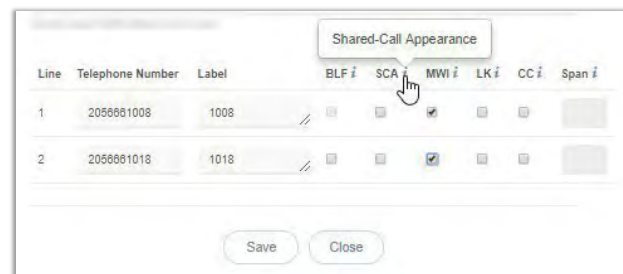 Shared-Call Appearance
Line Telephone Number Label BLF i SCA i MWI i LK i CC i Span i
1 2056661008 1008
2 2056661018 1018
Save Close